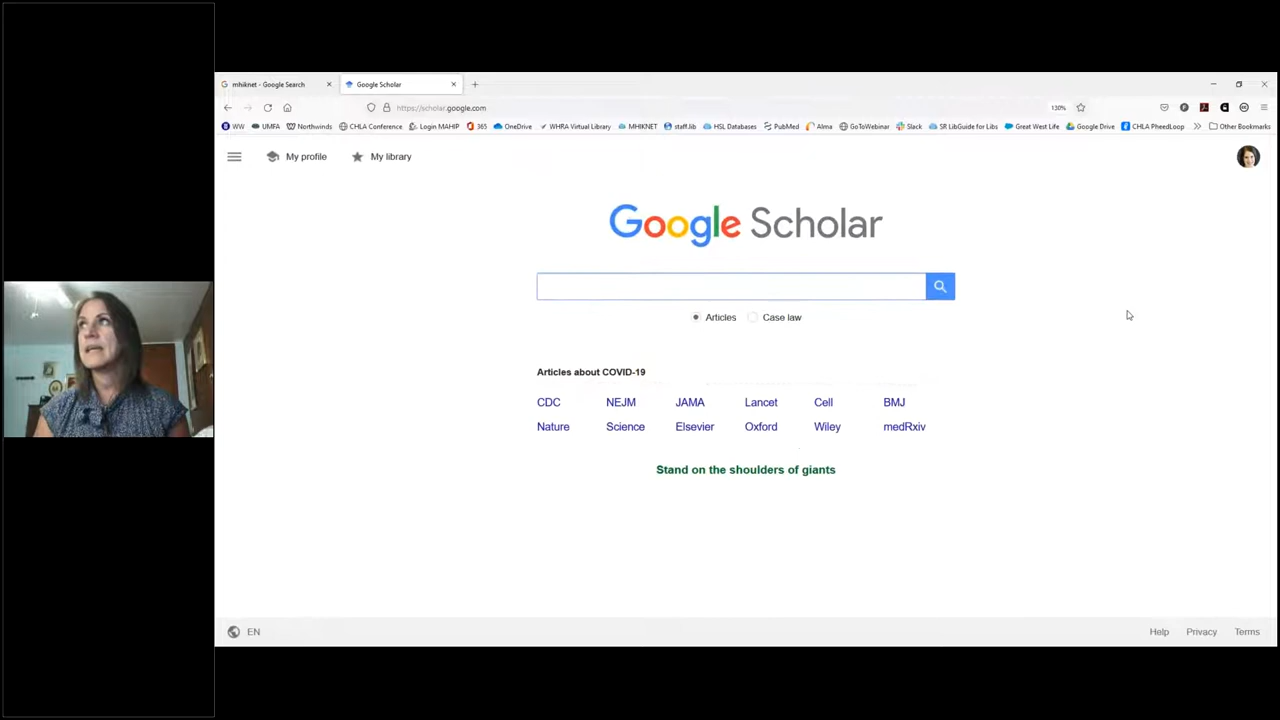 mhiknet - Google Search
Google Scholar
https://scholar.google.com
130%
WW UMFA Northwinds CHLA Conference Login MAHIP 365 OneDrive WHRA Virtual Library MHIKNET staff.lib HSL Databases PubMed Alma GoToWebinar Slack SR LibGuide for Libs Great West Life Google Drive CHLA PheedLoop Other Bookmarks
My profile My library
Google Scholar
Articles Case law
Articles about COVID-19
CDC NEJM JAMA Lancet Cell BMJ
Nature Science Elsevier Oxford Wiley medRxiv
Stand on the shoulders of giants
EN Help Privacy Terms